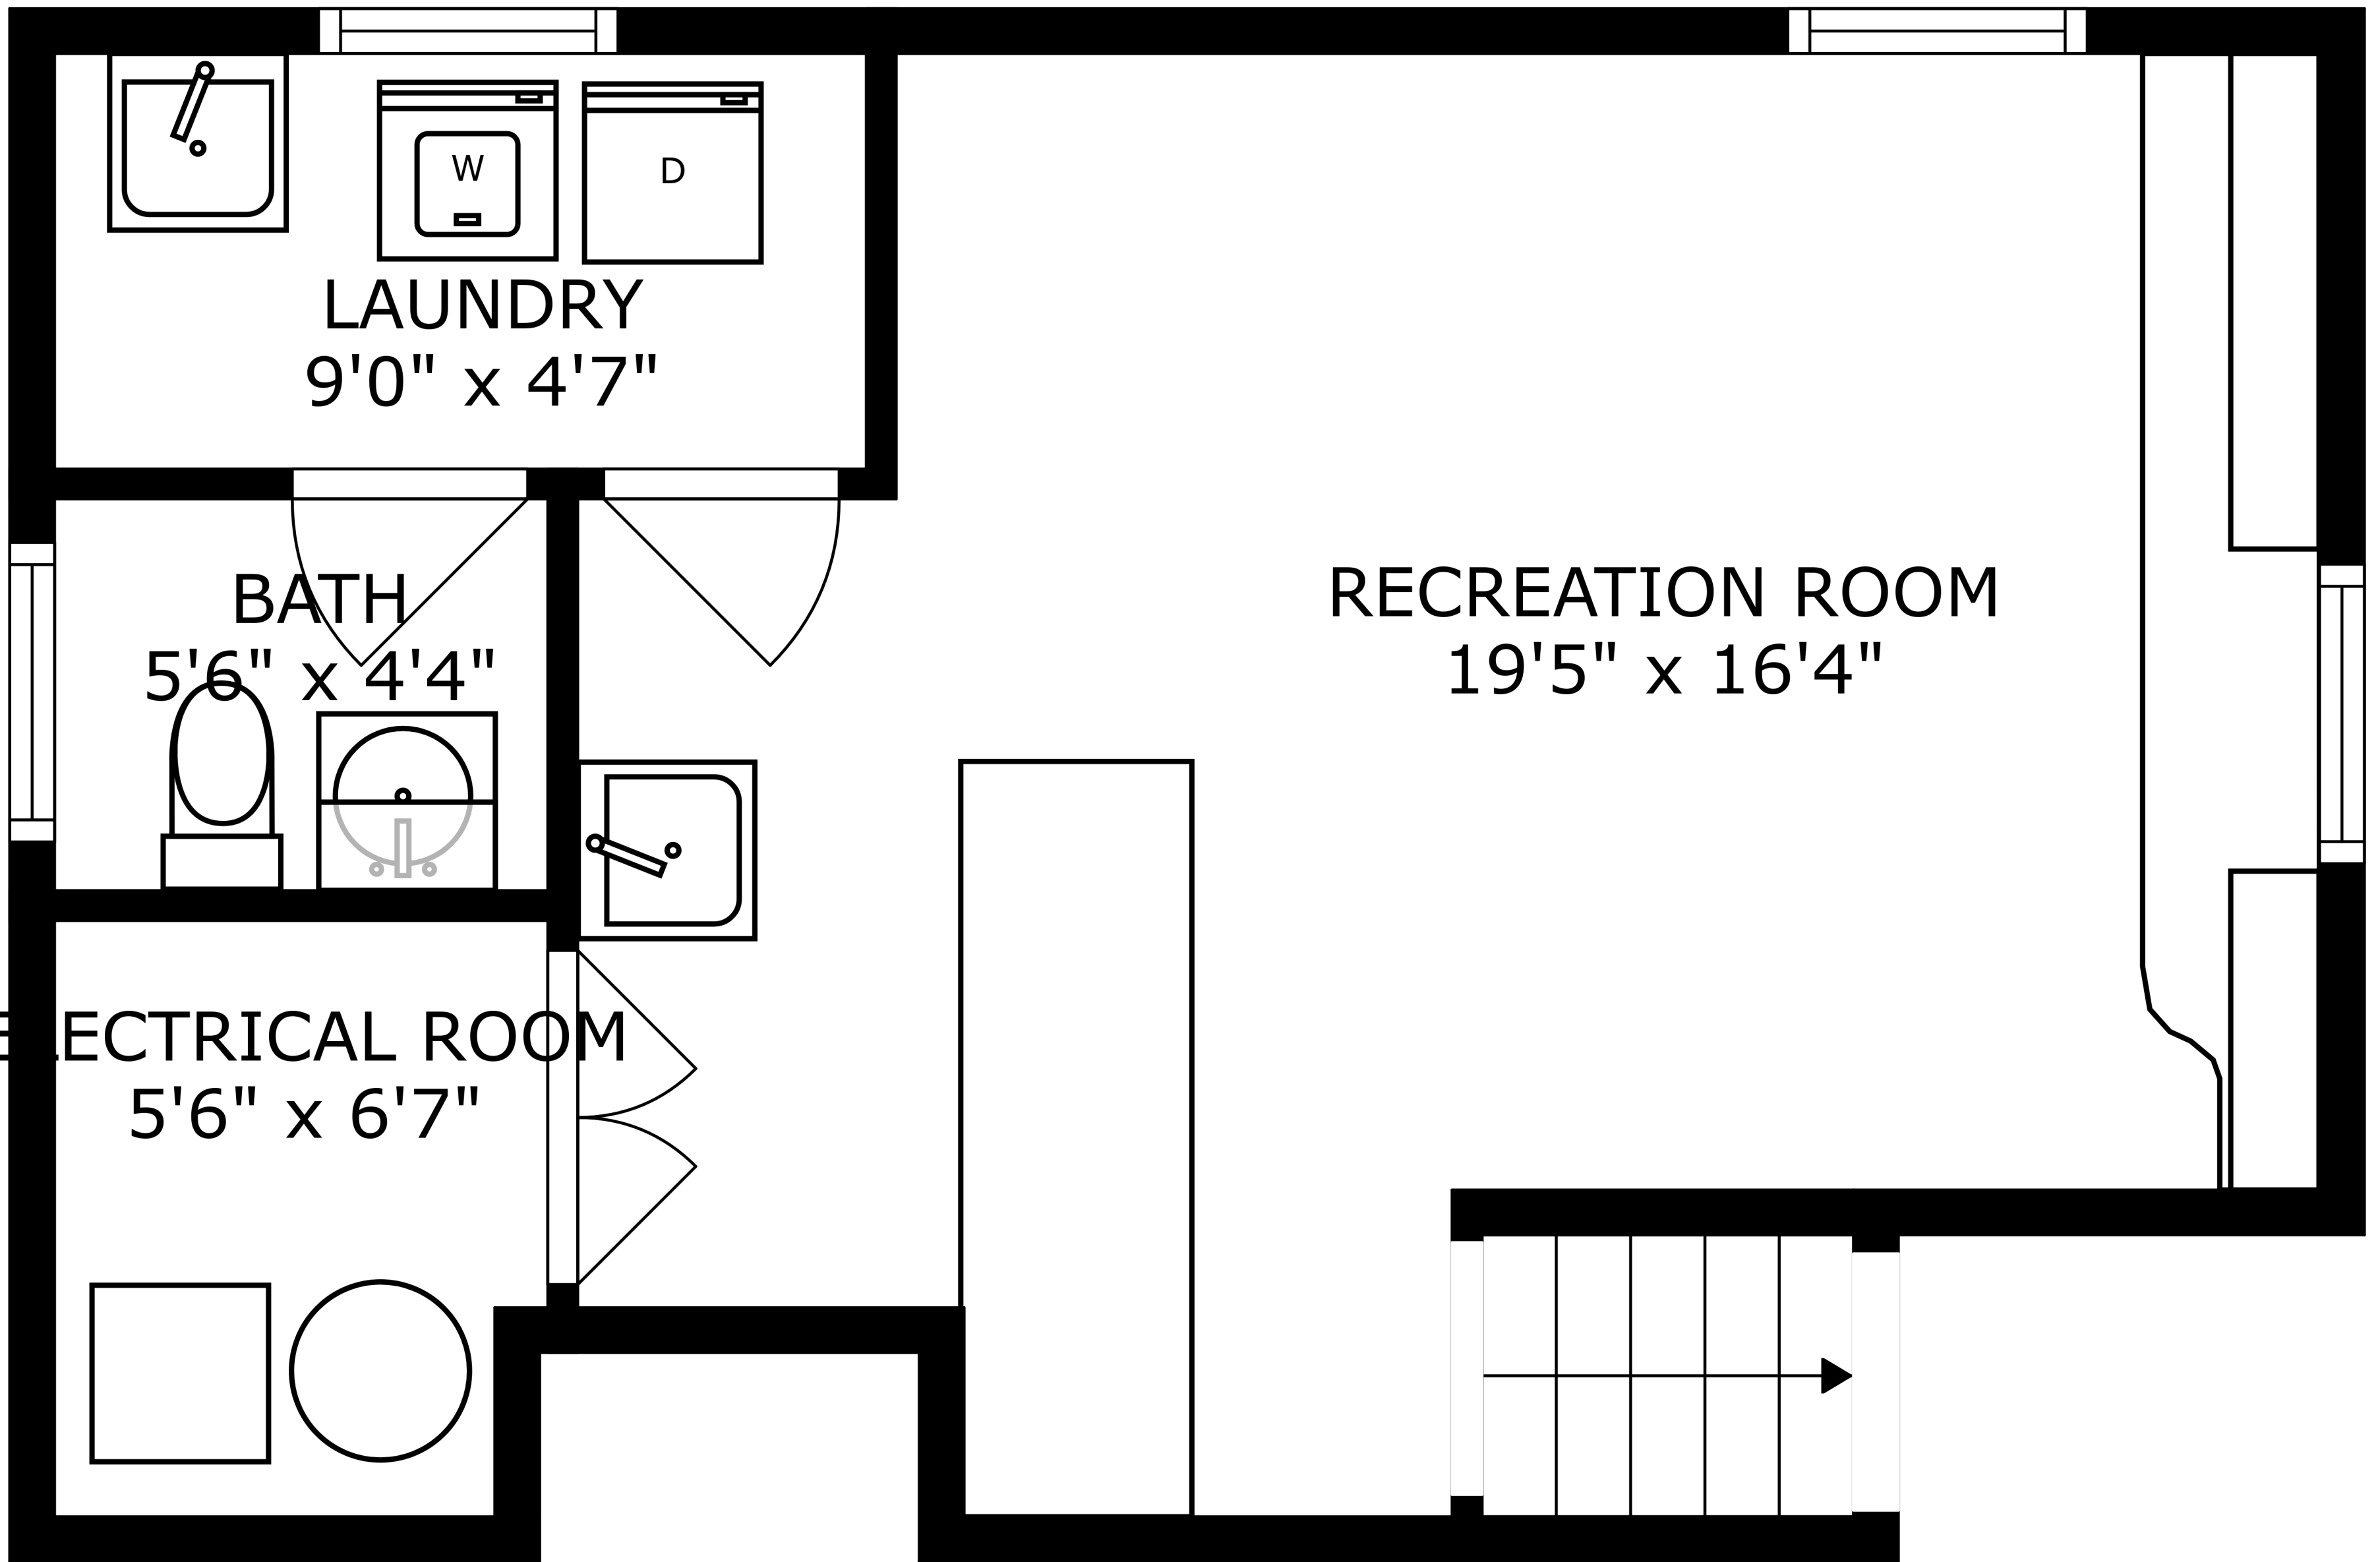 W
D
LAUNDRY
9'0" x 4'7"
BATH
5'6" x 4'4"
RECREATION ROOM
19'5" x 16'4"
ELECTRICAL ROOM
5'6" x 6'7"